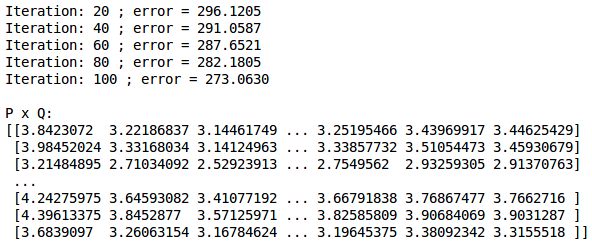 Iteration: 20 ; error = 296.1205
Iteration: 40 ; error = 291.0587
Iteration: 60 ; error = 287.6521
Iteration: 80 ; error = 282.1805
Iteration: 100 ; error = 273.0630

P x Q:
[[3.8423072  3.22186837 3.14461749 ... 3.25195466 3.43969917 3.44625429]
 [3.98452024 3.33168034 3.14124963 ... 3.33857732 3.51054473 3.45930679]
 [3.21484895 2.71034092 2.52923913 ... 2.7549562  2.93259305 2.91370763]
 ...
 [4.24275975 3.64593082 3.41077192 ... 3.66791838 3.76867477 3.7662716 ]
 [4.39613375 3.8452877  3.57125971 ... 3.82585809 3.90684069 3.9031287 ]
 [3.6839097  3.26063154 3.16784624 ... 3.19645375 3.38092342 3.3155518 ]]